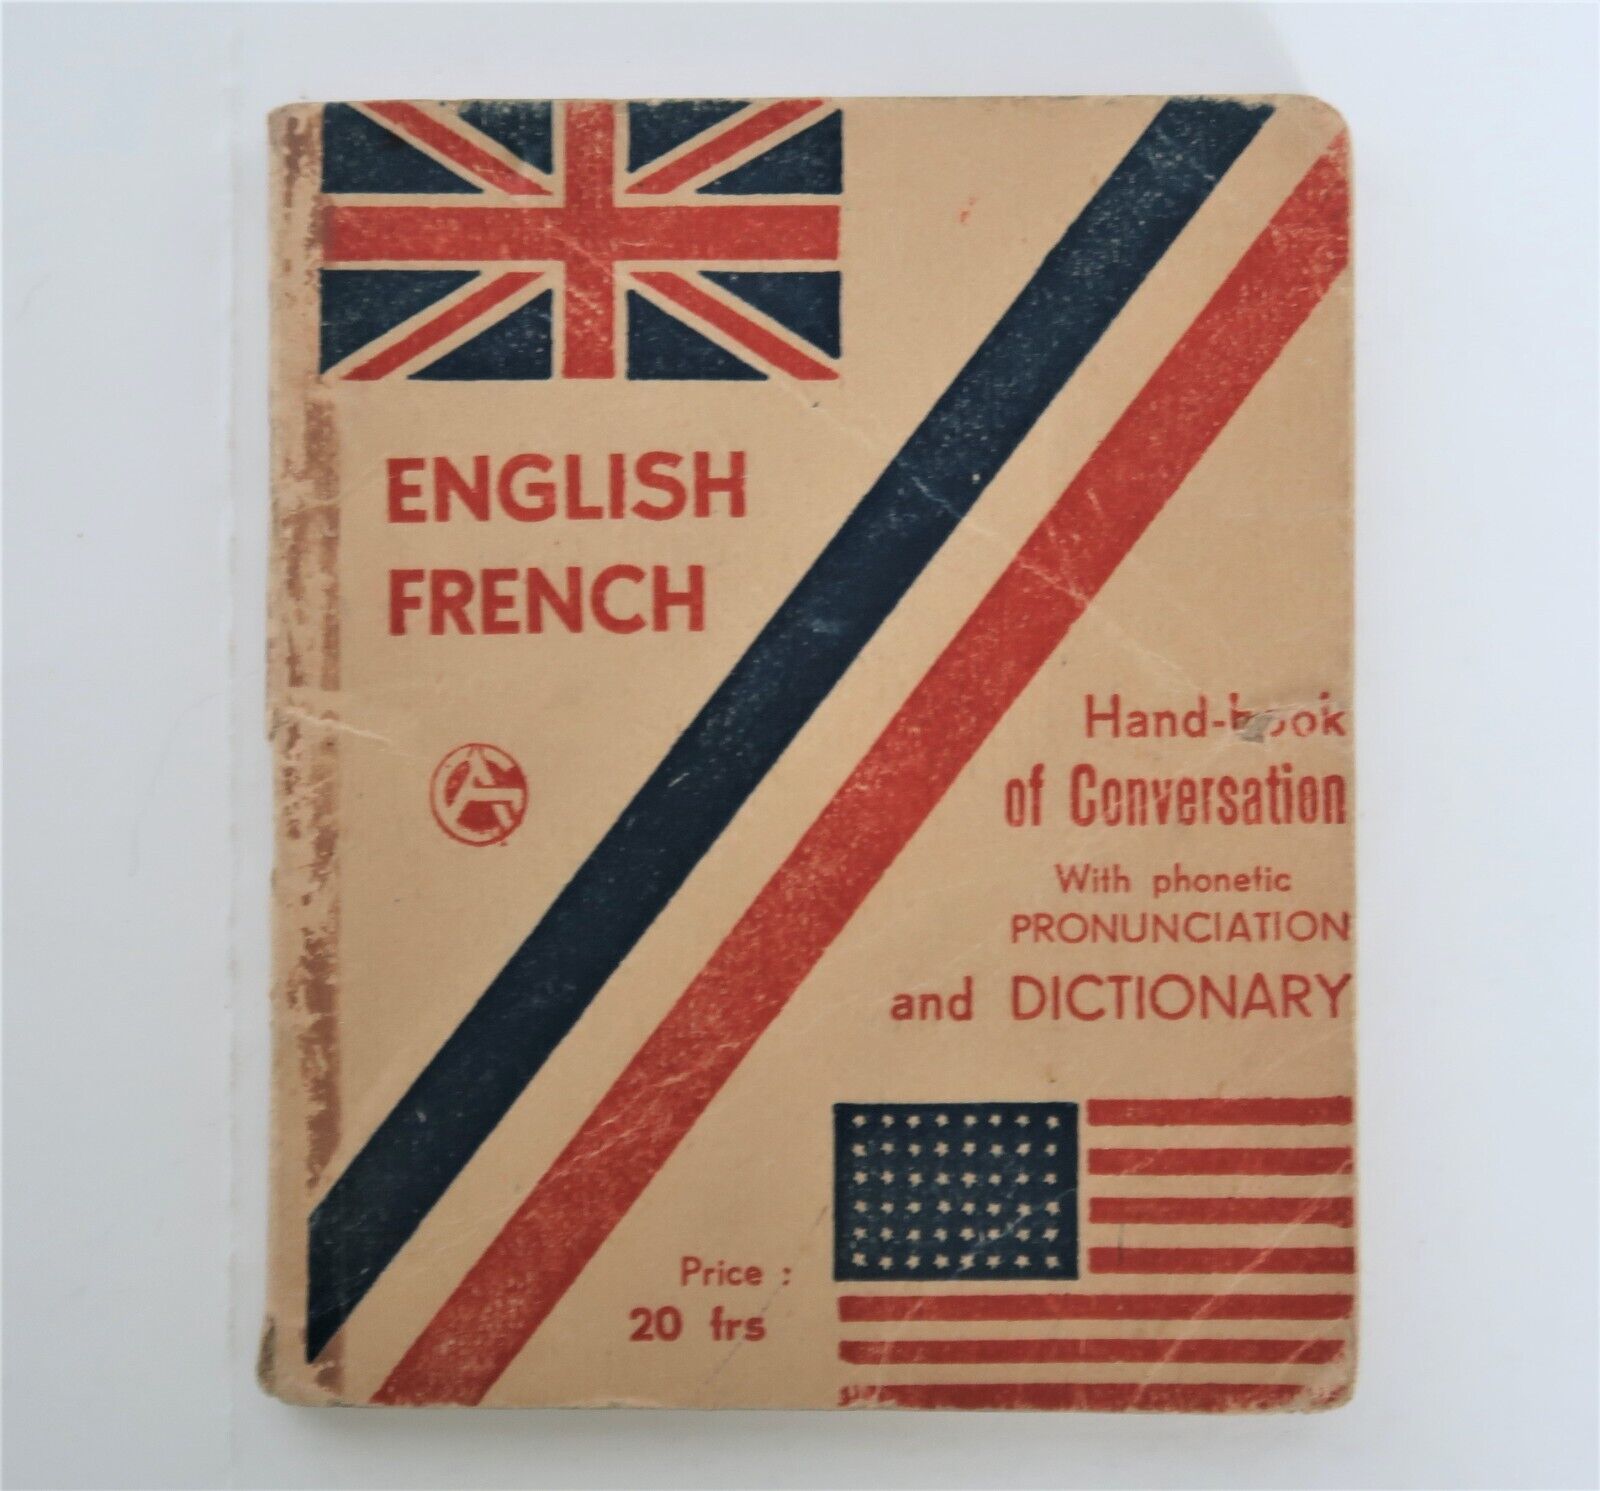 ENGLISH
FRENCH
Hand-book
of Conversation
With phonetic
PRONUNCIATION
and DICTIONARY
Price :
20 frs